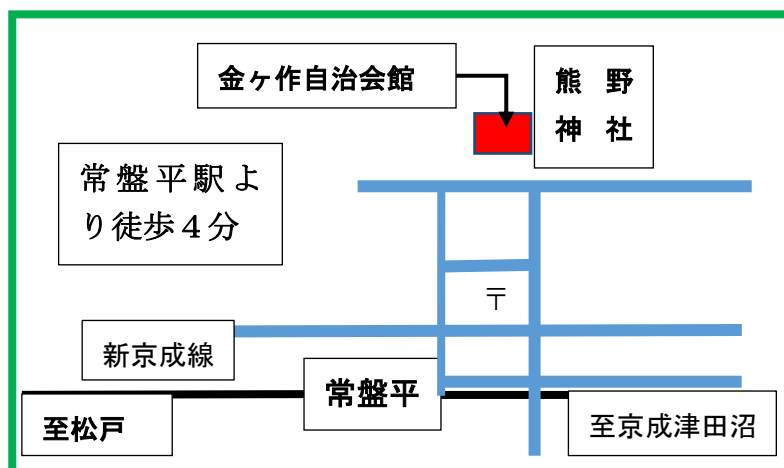 金ヶ作自治会館
熊 野
神 社
常盤平駅よ
り徒歩４分
〒
新京成線
常盤平
至松戸
至京成津田沼